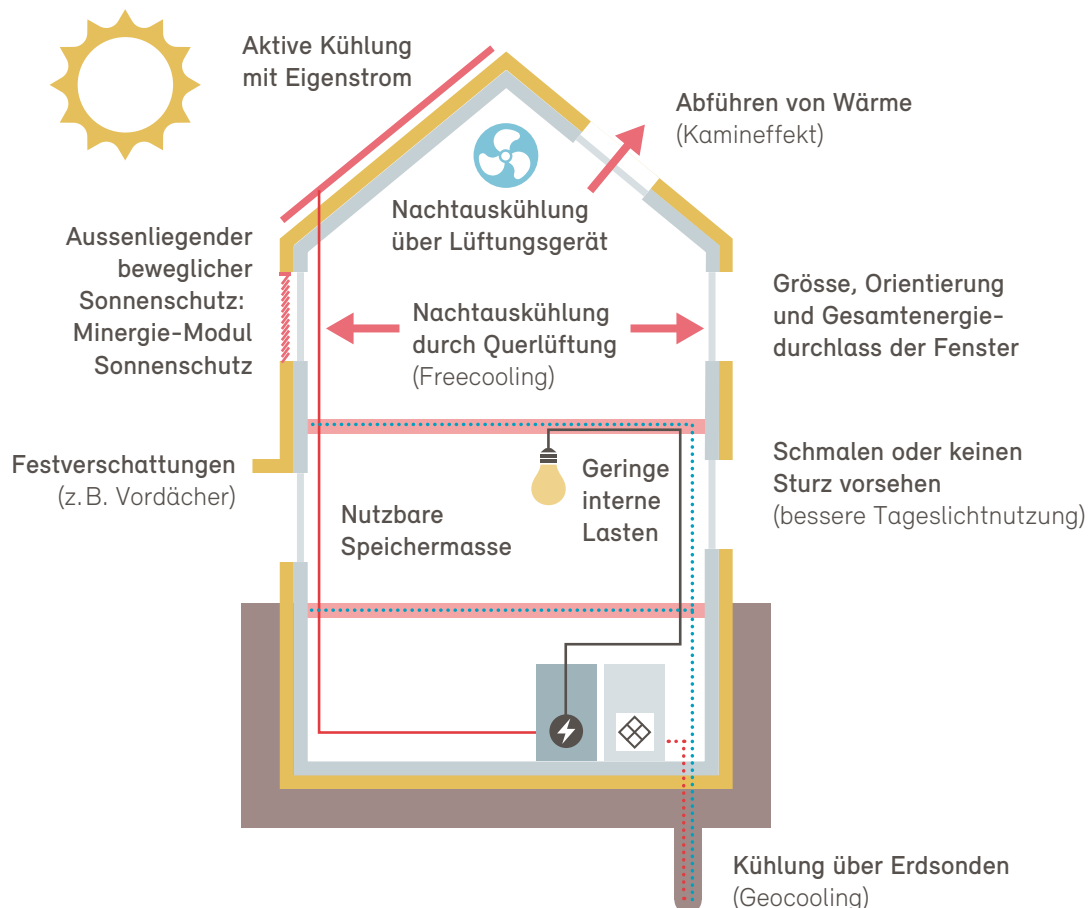 Aktive Kühlung
mit Eigenstrom
Abführen von Wärme
(Kamineffekt)
Nachtauskühlung
über Lüftungsgerät
Aussenliegender
beweglicher
Sonnenschutz:
Minergie-Modul
Sonnenschutz
Nachtauskühlung
durch Querlüftung
(Freecooling)
Grösse, Orientierung
und Gesamtenergie-
durchlass der Fenster
Festverschattungen
(z.B. Vordächer)
Nutzbare
Speichermasse
Geringe
interne
Lasten
Schmalen oder keinen
Sturz vorsehen
(bessere Tageslichtnutzung)
Kühlung über Erdsonden
(Geocooling)